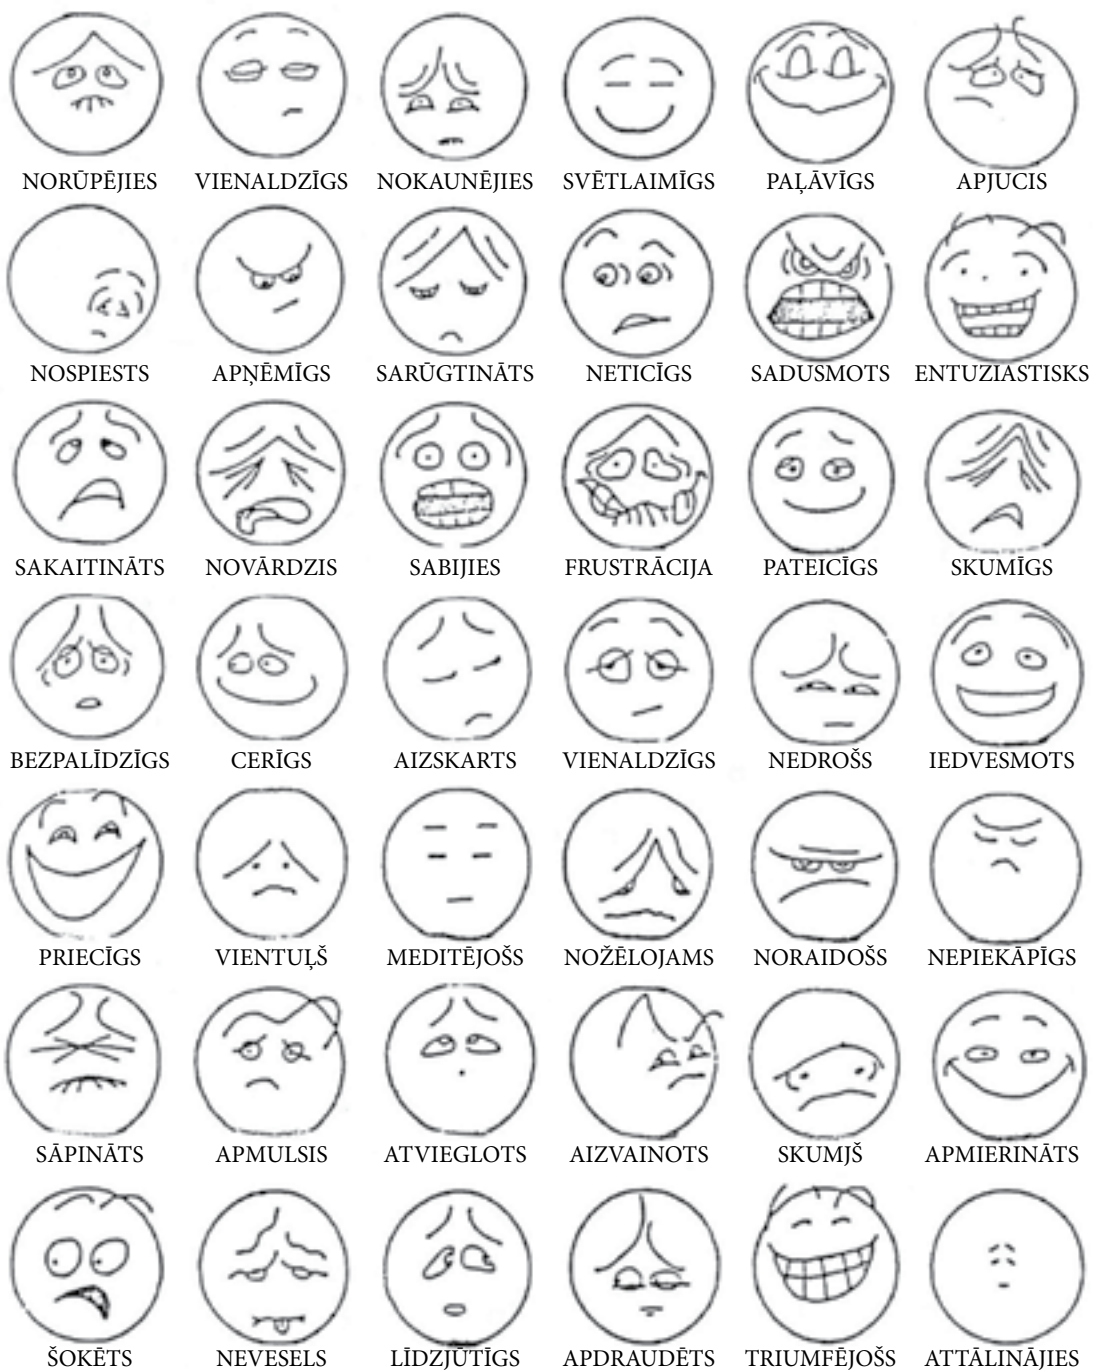 NORŪPĒJIES VIENALDZĪGS NOKAUNĒJIES SVĒTLAIMĪGS PAĻĀVĪGS APJUCIS
NOSPIESTS APŅĒMĪGS SARŪGTINĀTS NETICĪGS SADUSMOTS ENTUZIASTISKS
SAKAITINĀTS NOVĀRDZIS SABIJIES FRUSTRĀCIJA PATEICĪGS SKUMĪGS
BEZPALĪDZĪGS CERĪGS AIZSKARTS VIENALDZĪGS NEDROŠS IEDVESMOTS
PRIECĪGS VIENTUĻŠ MEDITĒJOŠS NOŽĒLOJAMS NORAIDOŠS NEPIEKĀPĪGS
SĀPINĀTS APMULSIS ATVIEGLOTS AIZVAINOTS SKUMJŠ APMIERINĀTS
ŠOKĒTS NEVESELS LĪDZJŪTĪGS APDRAUDĒTS TRIUMFĒJOŠS ATTĀLINĀJIES